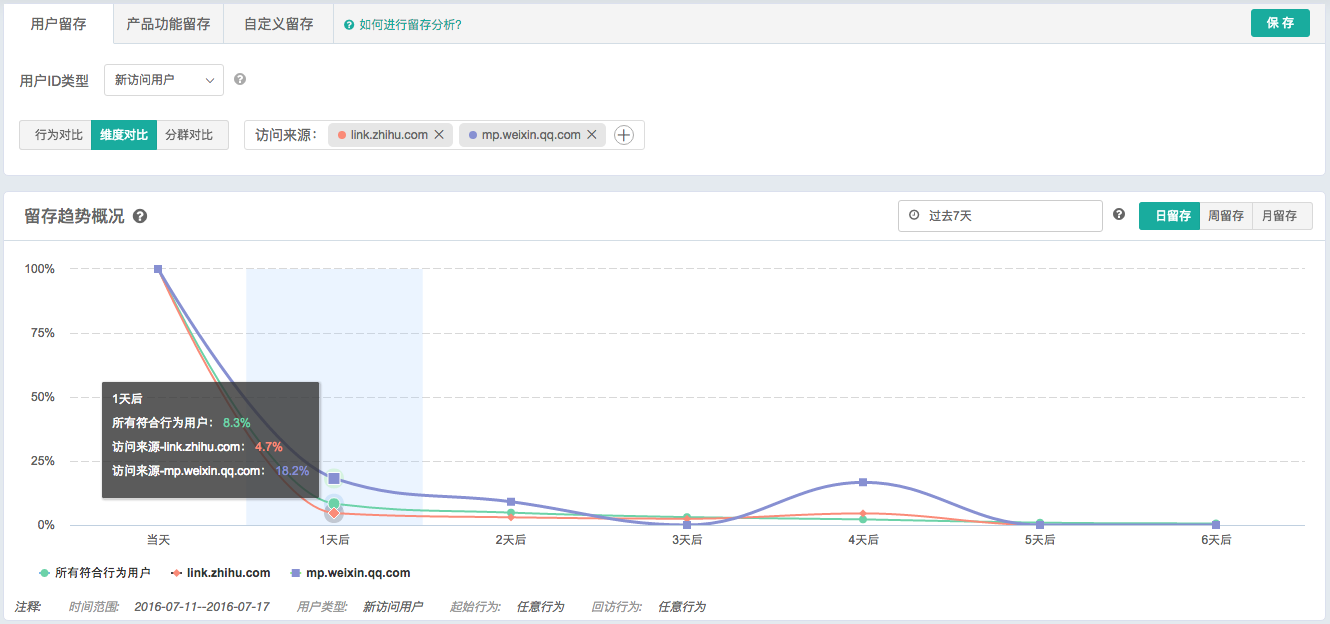 用户留存 产品功能留存 自定义留存 ? 如何进行留存分析? 保存
用户ID类型 新访问用户 ?
行为对比 维度对比 分群对比 访问来源: link.zhihu.com mp.weixin.qq.com
留存趋势概况 ? 过去7天 ? 日留存 周留存 月留存
100%
75%
50%
25%
0%
1天后
所有符合行为用户: 8.3%
访问来源-link.zhihu.com: 4.7%
访问来源-mp.weixin.qq.com: 18.2%
当天 1天后 2天后 3天后 4天后 5天后 6天后
所有符合行为用户 link.zhihu.com mp.weixin.qq.com
注释: 时间范围: 2016-07-11--2016-07-17 用户类型: 新访问用户 起始行为: 任意行为 回访行为: 任意行为